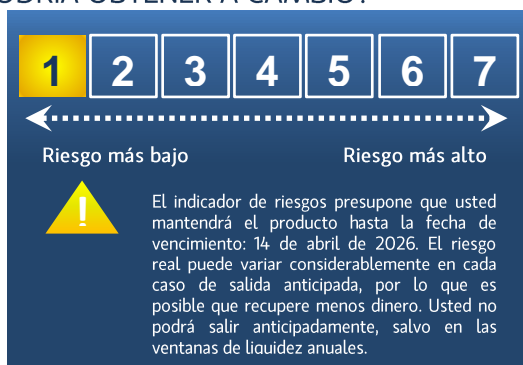 ODRÍA OBTENER A CAMBIO?
1 2 3 4 5 6 7
Riesgo más bajo Riesgo más alto
!
El indicador de riesgos presupone que usted
mantendrá el producto hasta la fecha de
vencimiento: 14 de abril de 2026. El riesgo
real puede variar considerablemente en cada
caso de salida anticipada, por lo que es
posible que recupere menos dinero. Usted no
podrá salir anticipadamente, salvo en las
ventanas de liquidez anuales.